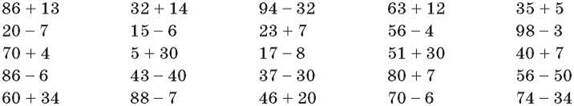 86 + 13 32 + 14 94 – 32 63 + 12 35 + 5
20 – 7 15 – 6 23 + 7 56 – 4 98 – 3
70 + 4 5 + 30 17 – 8 51 + 30 40 + 7
86 – 6 43 – 40 37 – 30 80 + 7 56 – 50
60 + 34 88 – 7 46 + 20 70 – 6 74 – 34